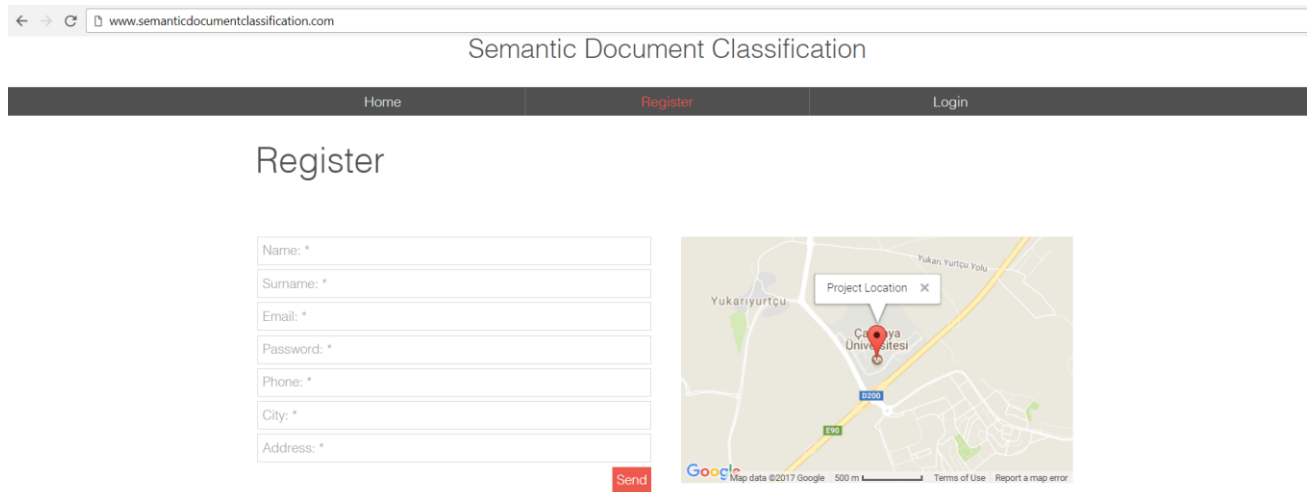 www.semanticdocumentclassification.com
Semantic Document Classification
Home Register Login
Register
Name: *
Surname: *
Email: *
Password: *
Phone: *
City: *
Address: *
Send
Yukarı Yurtçu Yolu
Project Location
Yukarıyurtçu
Üniversitesi
D200
E90
Google
Map data ©2017 Google 500 m Terms of Use Report a map error